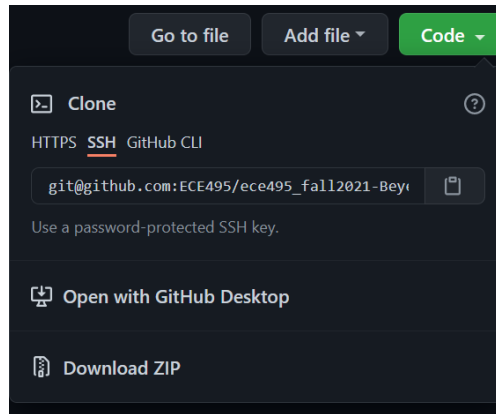 Go to file Add file Code
Clone
HTTPS SSH GitHub CLI
git@github.com:ECE495/ece495_fall2021-Beye
Use a password-protected SSH key.
Open with GitHub Desktop
Download ZIP